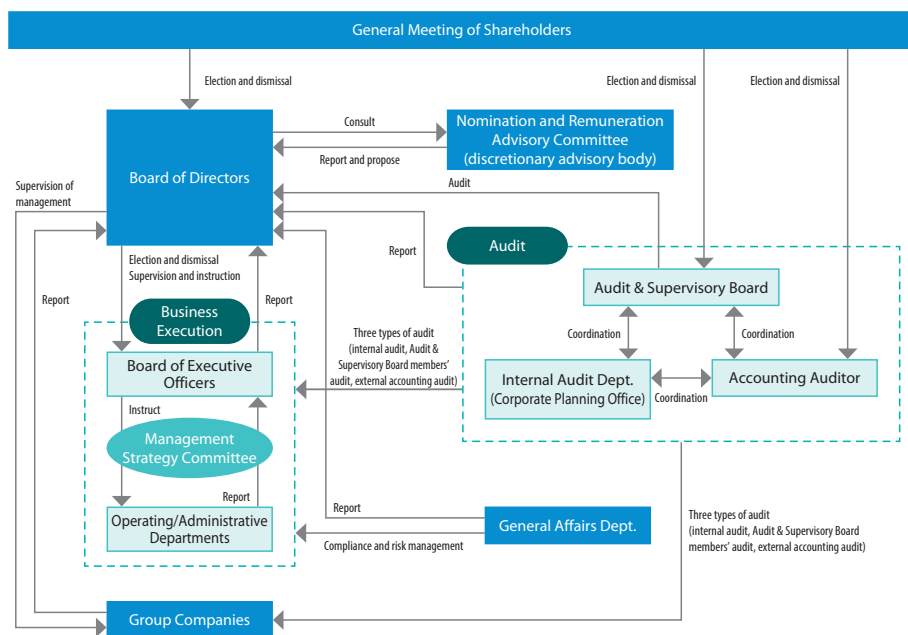 General Meeting of Shareholders
Election and dismissal
Election and dismissal
Election and dismissal
Board of Directors
Consult
Report and propose
Nomination and Remuneration
Advisory Committee
(discretionary advisory body)
Supervision of
management
Audit
Report
Audit
Election and dismissal
Supervision and instruction
Report
Report
Audit & Supervisory Board
Business
Execution
Coordination
Coordination
Three types of audit
(internal audit, Audit &
Supervisory Board members’
audit, external accounting audit)
Board of Executive
Officers
Internal Audit Dept.
(Corporate Planning Office)
Coordination
Accounting Auditor
Instruct
Management
Strategy Committee
Report
Operating/Administrative
Departments
Report
General Affairs Dept.
Compliance and risk management
Three types of audit
(internal audit, Audit & Supervisory Board
members’ audit, external accounting audit)
Group Companies